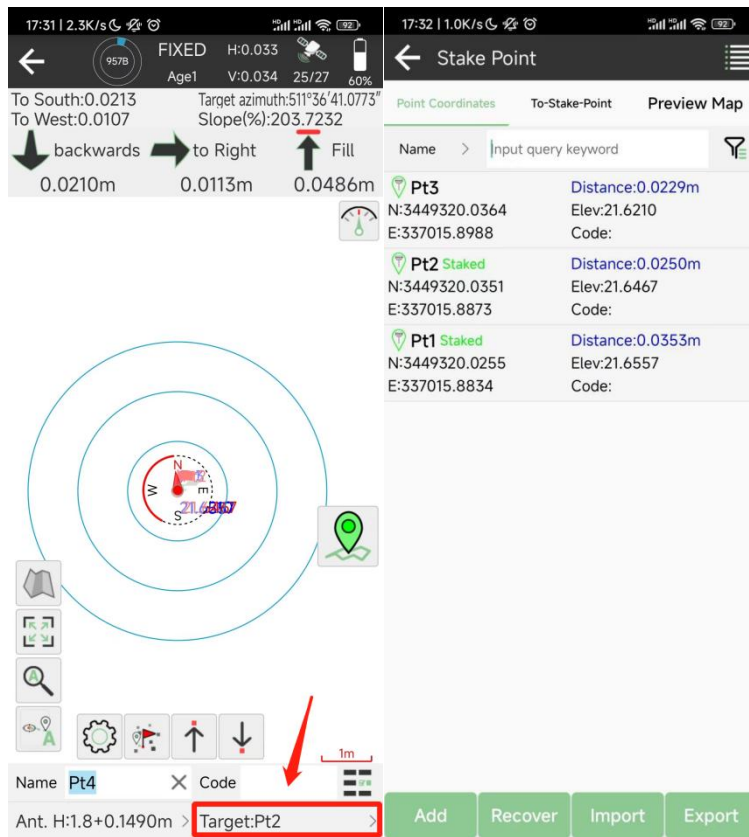 17:31 | 2.3K/s
92
957B
FIXED H:0.033
Age1 V:0.034 25/27 60%
To South:0.0213 Target azimuth:511°36′41.0773″
To West:0.0107 Slope(%):203.7232
backwards to Right Fill
0.0210m 0.0113m 0.0486m
N
W E
S
1m
Name Pt4 Code
Ant. H:1.8+0.1490m > Target:Pt2 >
17:32 | 1.0K/s
92
Stake Point
Point Coordinates To-Stake-Point Preview Map
Name > Input query keyword
Pt3 Distance:0.0229m
N:3449320.0364 Elev:21.6210
E:337015.8988 Code:
Pt2 Staked Distance:0.0250m
N:3449320.0351 Elev:21.6467
E:337015.8873 Code:
Pt1 Staked Distance:0.0353m
N:3449320.0255 Elev:21.6557
E:337015.8834 Code:
Add Recover Import Export